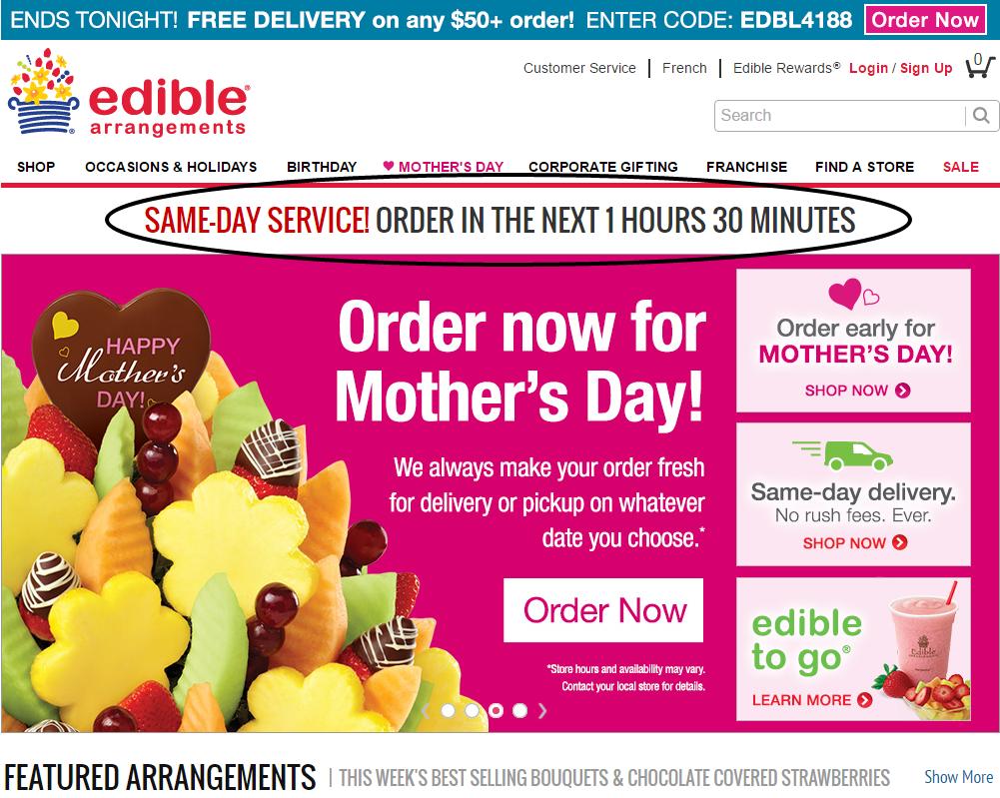 ENDS TONIGHT! FREE DELIVERY on any $50+ order! ENTER CODE: EDBL4188 Order Now
Customer Service | French | Edible Rewards® Login / Sign Up 0
edible®
arrangements®
Search
SHOP OCCASIONS & HOLIDAYS BIRTHDAY MOTHER'S DAY CORPORATE GIFTING FRANCHISE FIND A STORE SALE
SAME-DAY SERVICE! ORDER IN THE NEXT 1 HOURS 30 MINUTES
HAPPY
Mother's
DAY!
Order now for
Mother's Day!
We always make your order fresh
for delivery or pickup on whatever
date you choose.*
Order Now
*Store hours and availability may vary.
Contact your local store for details.
Order early for
MOTHER'S DAY!
SHOP NOW
Same-day delivery.
No rush fees. Ever.
SHOP NOW
edible
to go®
LEARN MORE
Edible
ARRANGEMENTS
FEATURED ARRANGEMENTS | THIS WEEK'S BEST SELLING BOUQUETS & CHOCOLATE COVERED STRAWBERRIES Show More